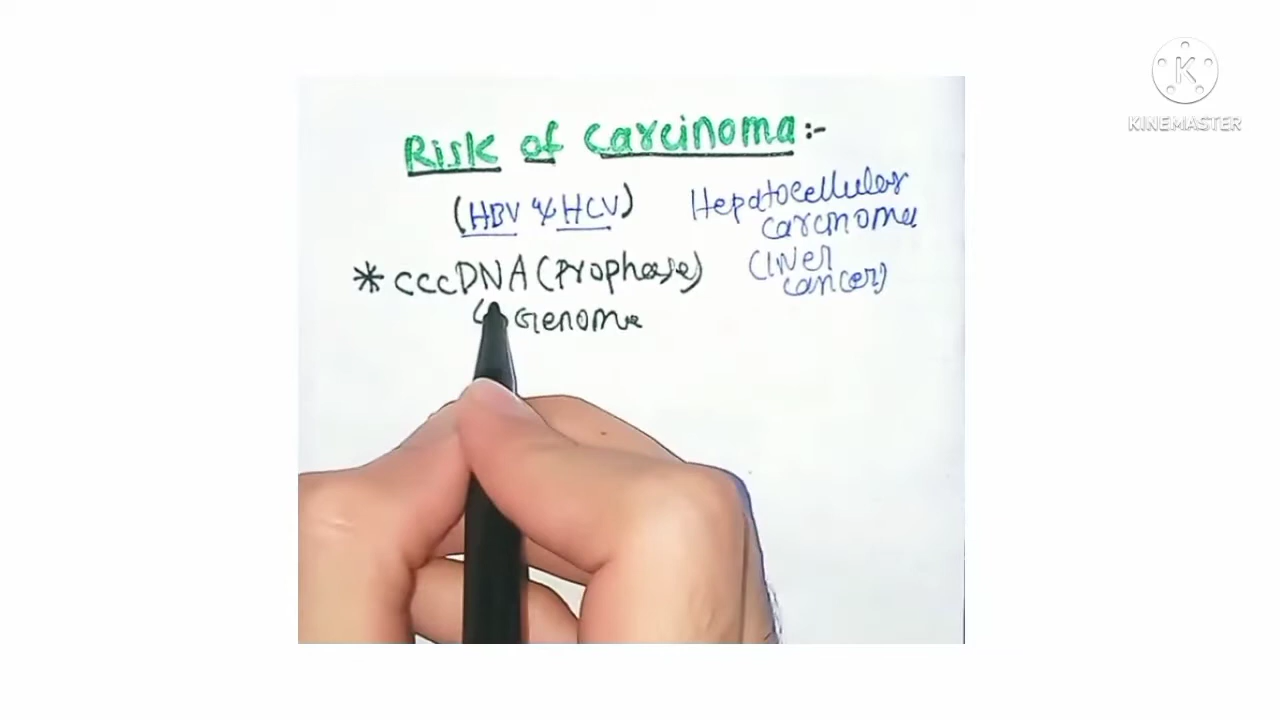 Risk of carcinoma:-
(HBV & HCV)
Hepatocellular
carcinoma
(liver
cancer)
*cccDNA (Prophase)
Genome
K
KINEMASTER